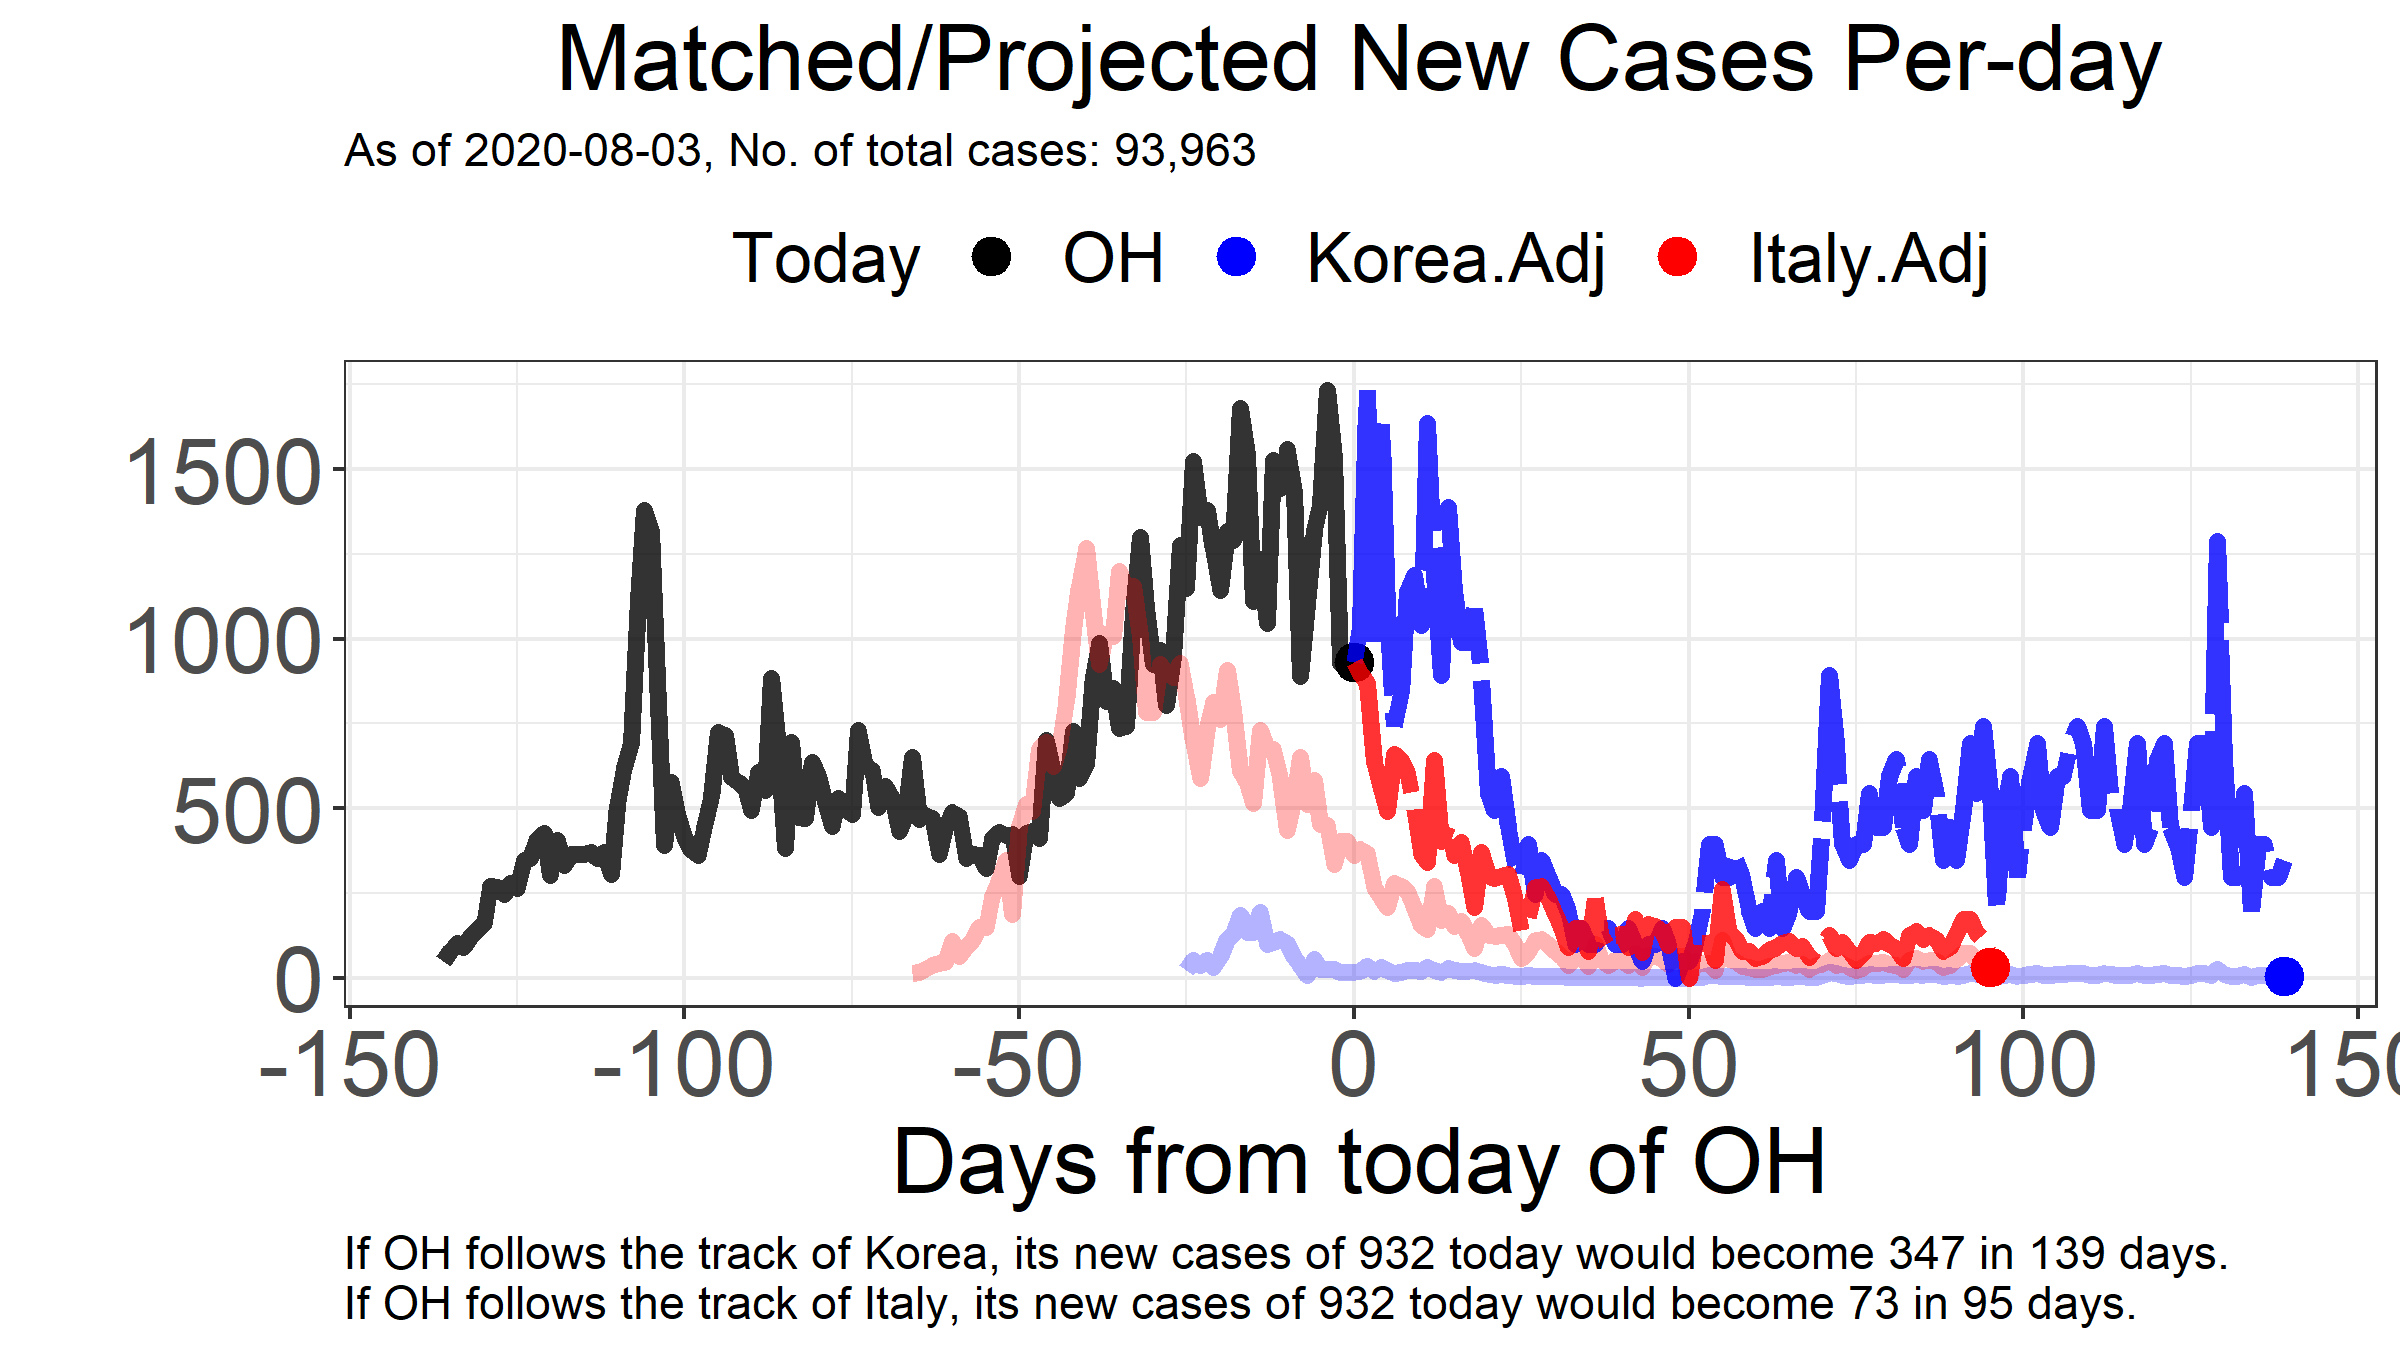 Matched/Projected New Cases Per-day
As of 2020-08-03, No. of total cases: 93,963
Today OH Korea.Adj Italy.Adj
1500
1000
500
0
-150 -100 -50 0 50 100 150
Days from today of OH
If OH follows the track of Korea, its new cases of 932 today would become 347 in 139 days.
If OH follows the track of Italy, its new cases of 932 today would become 73 in 95 days.